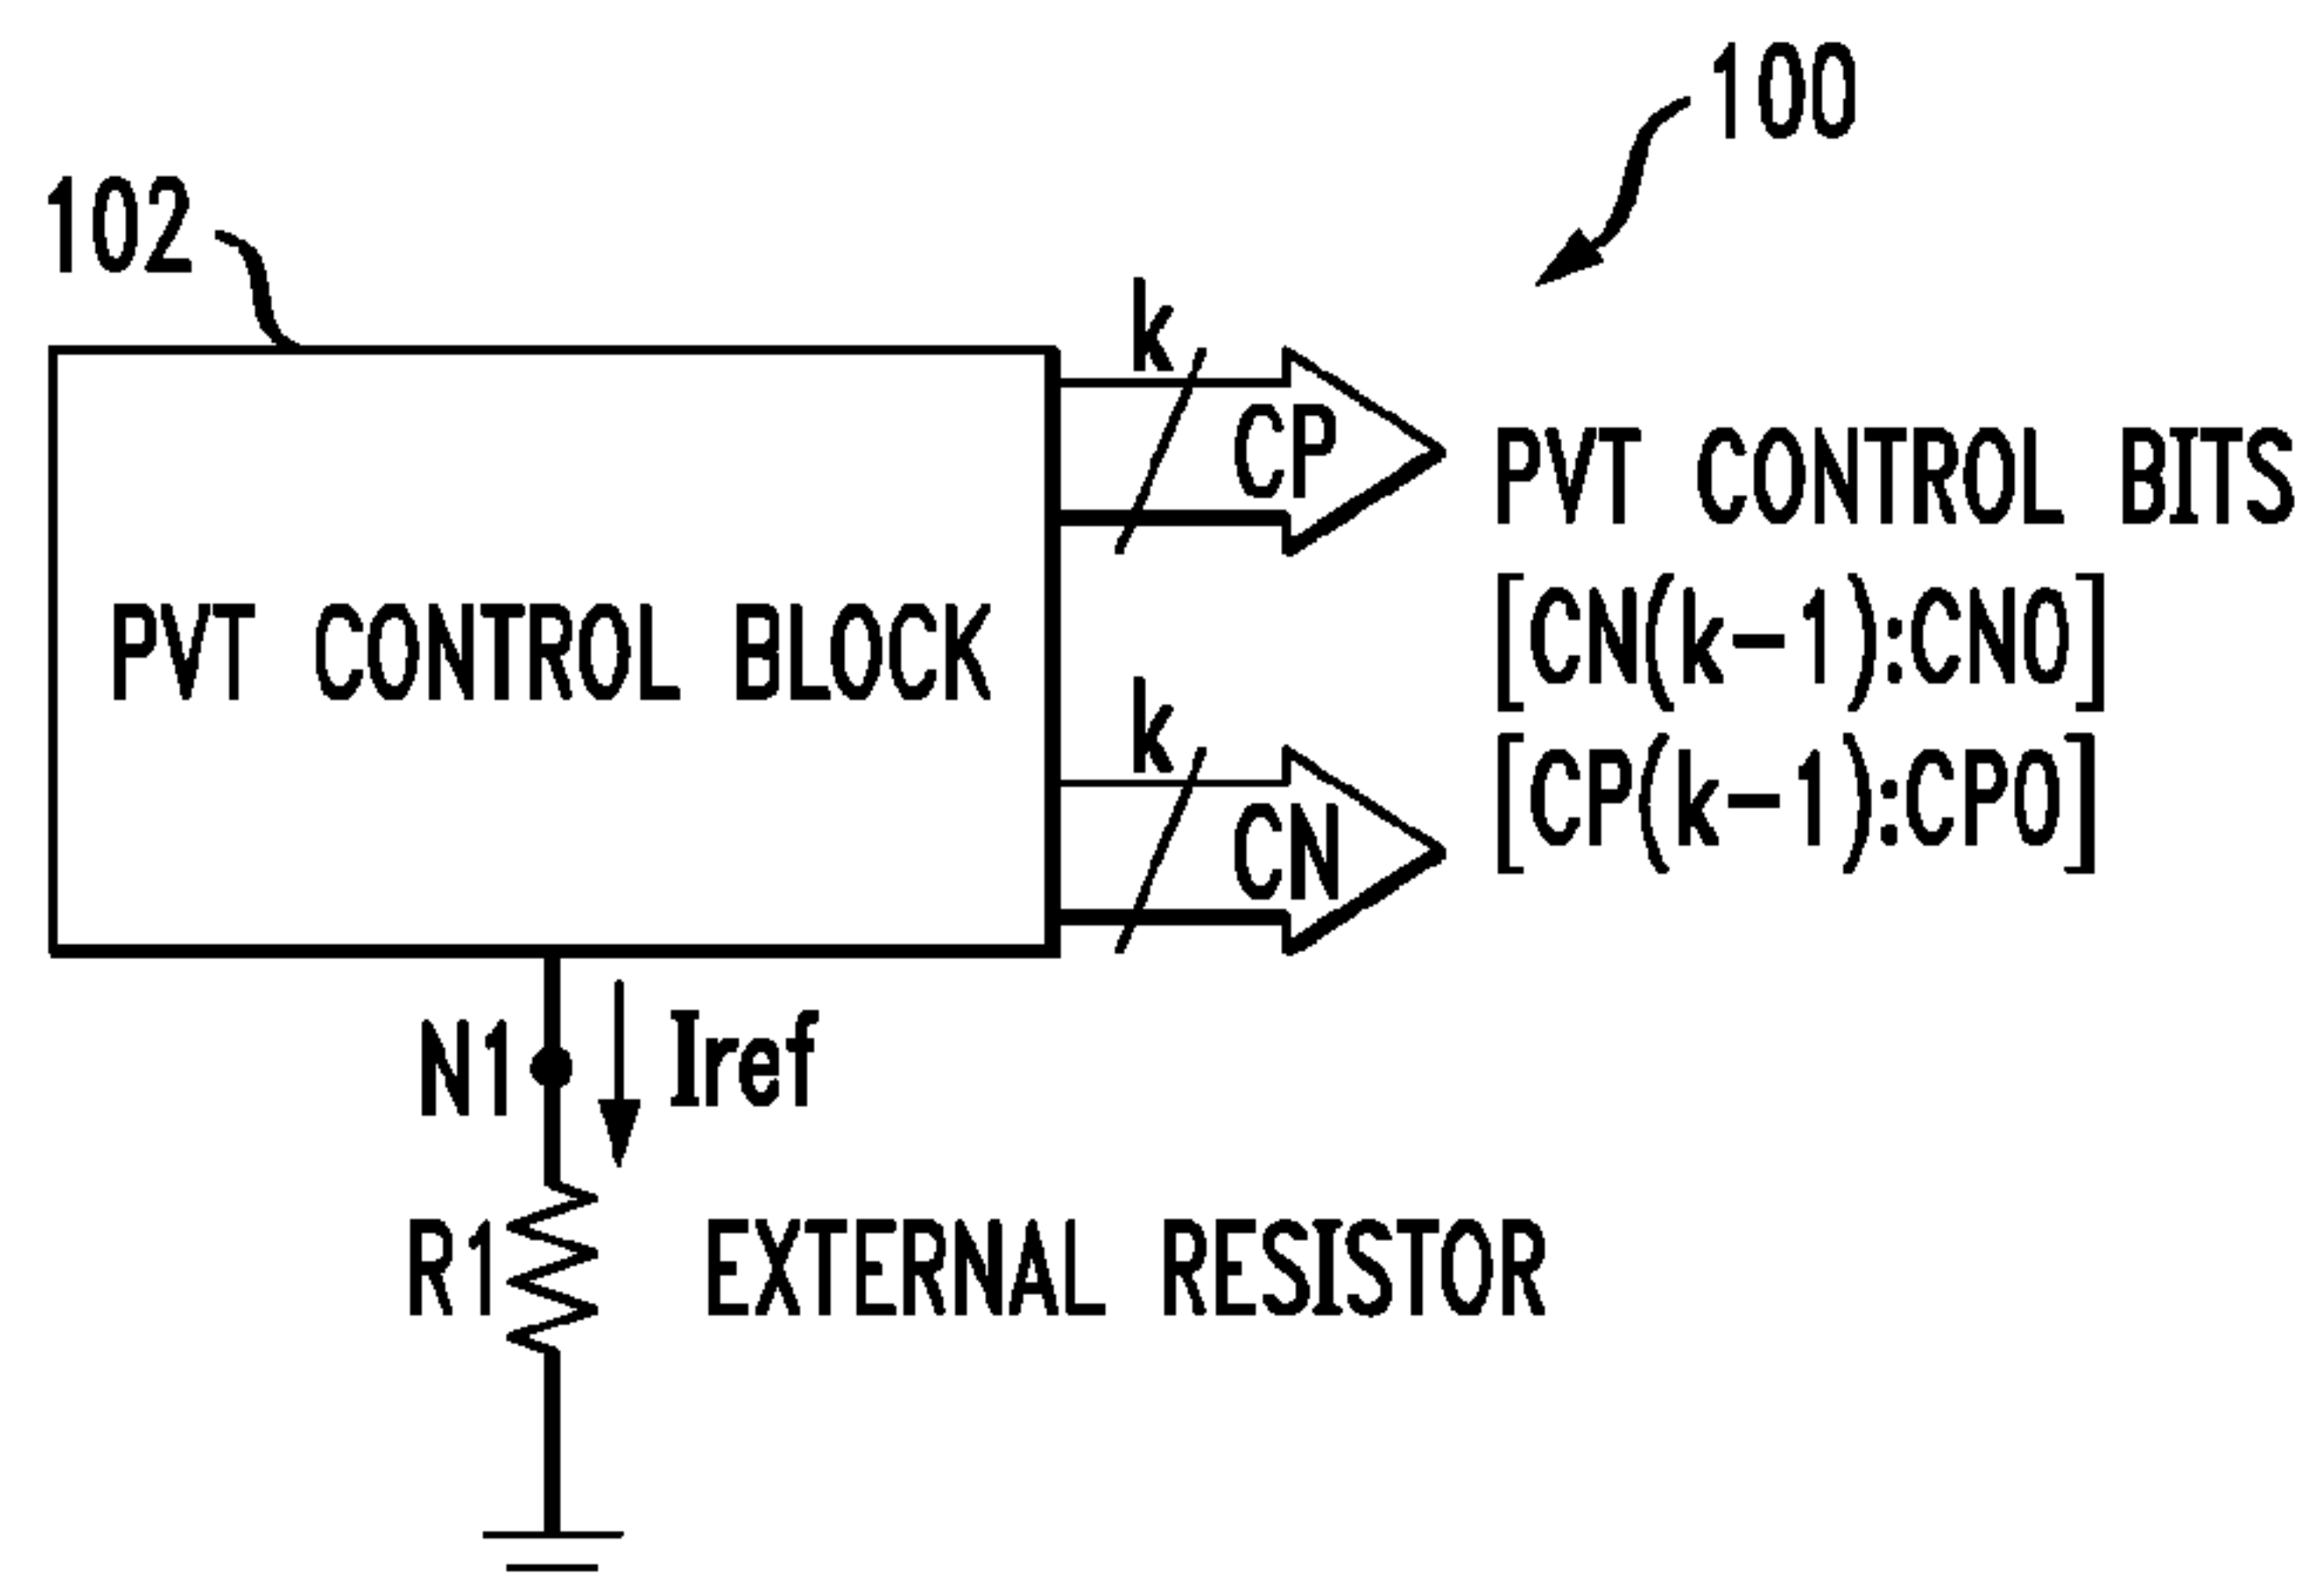 100
102
k
CP
PVT CONTROL BITS
[CN(k-1):CN0]
[CP(k-1):CP0]
PVT CONTROL BLOCK
k
CN
N1
Iref
R1
EXTERNAL RESISTOR